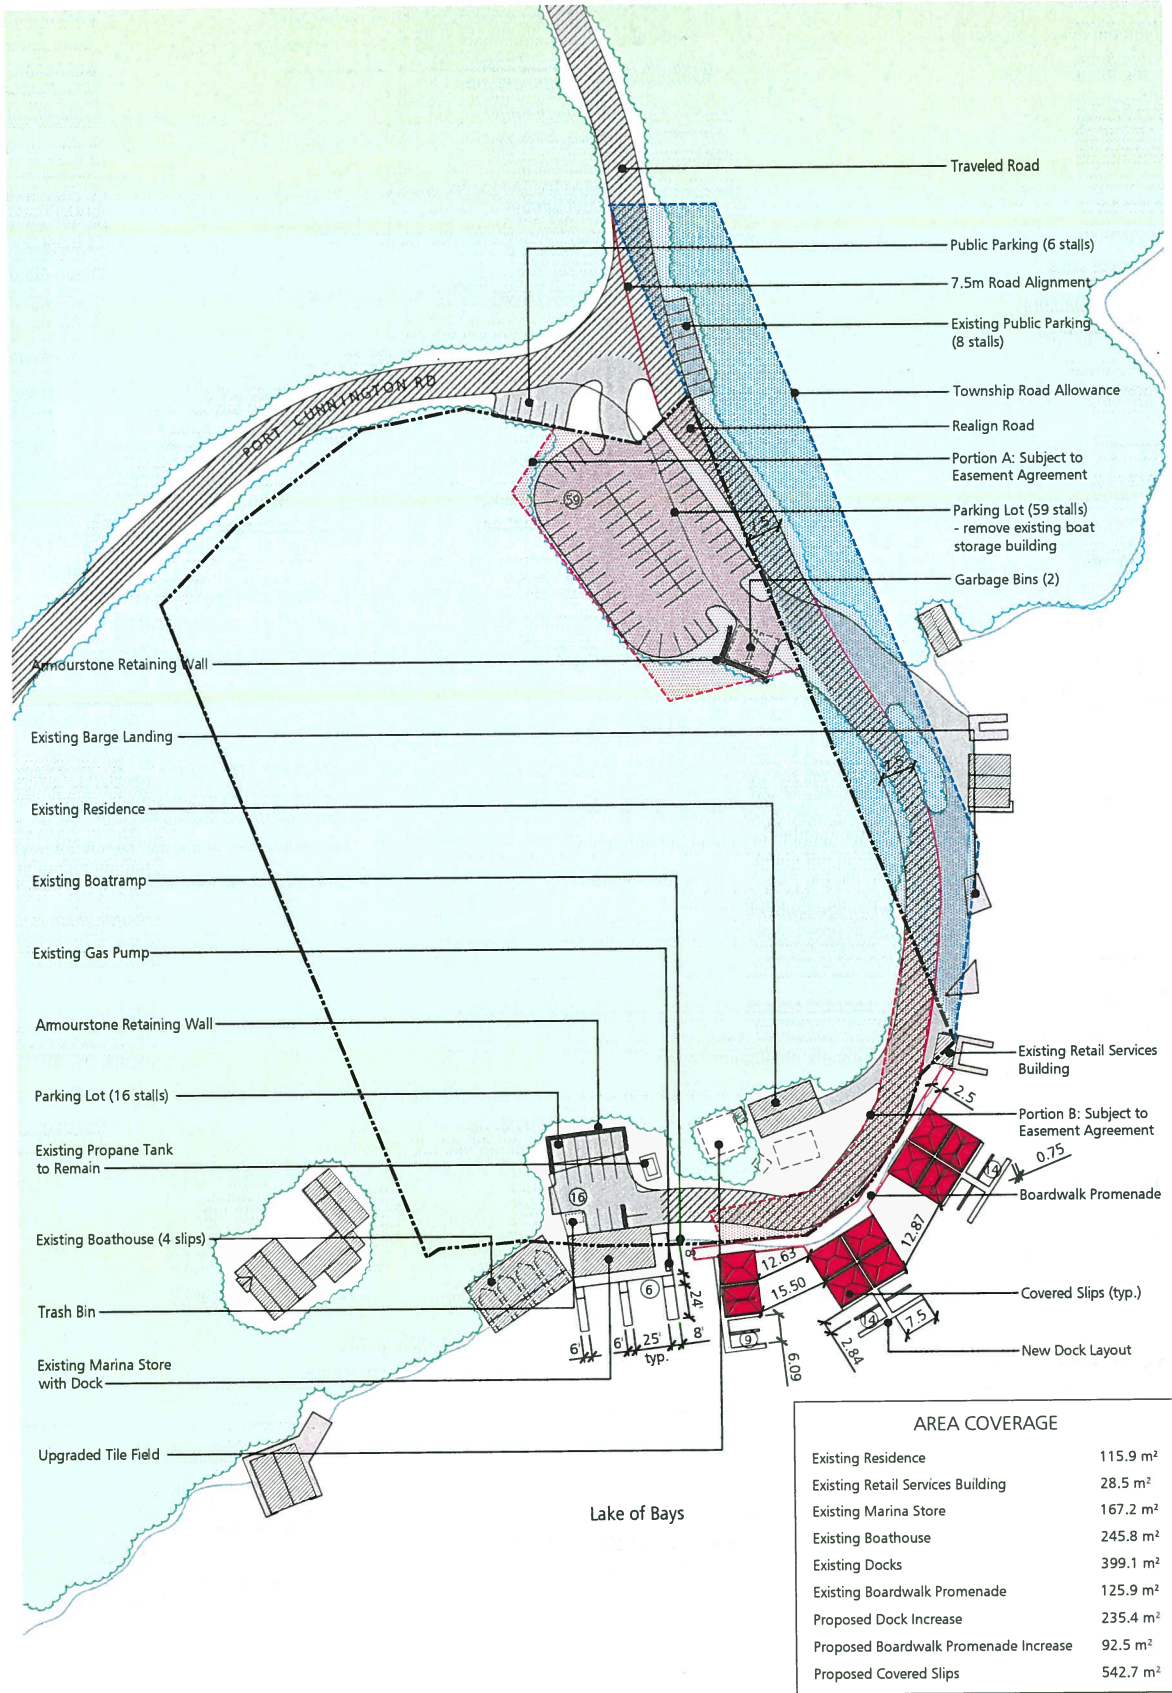 Traveled Road
Public Parking (6 stalls)
7.5m Road Alignment
Existing Public Parking
(8 stalls)
Township Road Allowance
PORT CUNNINGTON RD
Realign Road
Portion A: Subject to
Easement Agreement
59
Parking Lot (59 stalls)
- remove existing boat
storage building
7.5
Garbage Bins (2)
Armourstone Retaining Wall
Existing Barge Landing
7.5
Existing Residence
Existing Boatramp
Existing Gas Pump
Armourstone Retaining Wall
Existing Retail Services
Building
Parking Lot (16 stalls)
2.5
Portion B: Subject to
Easement Agreement
Existing Propane Tank
to Remain
0.75
14
16
Boardwalk Promenade
Existing Boathouse (4 slips)
12.87
8'
12.63
15.50
6
24'
Covered Slips (typ.)
Trash Bin
7.5
14
6'
6'
25'
typ.
8'
9
2.84
6.09
New Dock Layout
Existing Marina Store
with Dock
Upgraded Tile Field
Lake of Bays
AREA COVERAGE
Existing Residence 115.9 m²
Existing Retail Services Building 28.5 m²
Existing Marina Store 167.2 m²
Existing Boathouse 245.8 m²
Existing Docks 399.1 m²
Existing Boardwalk Promenade 125.9 m²
Proposed Dock Increase 235.4 m²
Proposed Boardwalk Promenade Increase 92.5 m²
Proposed Covered Slips 542.7 m²